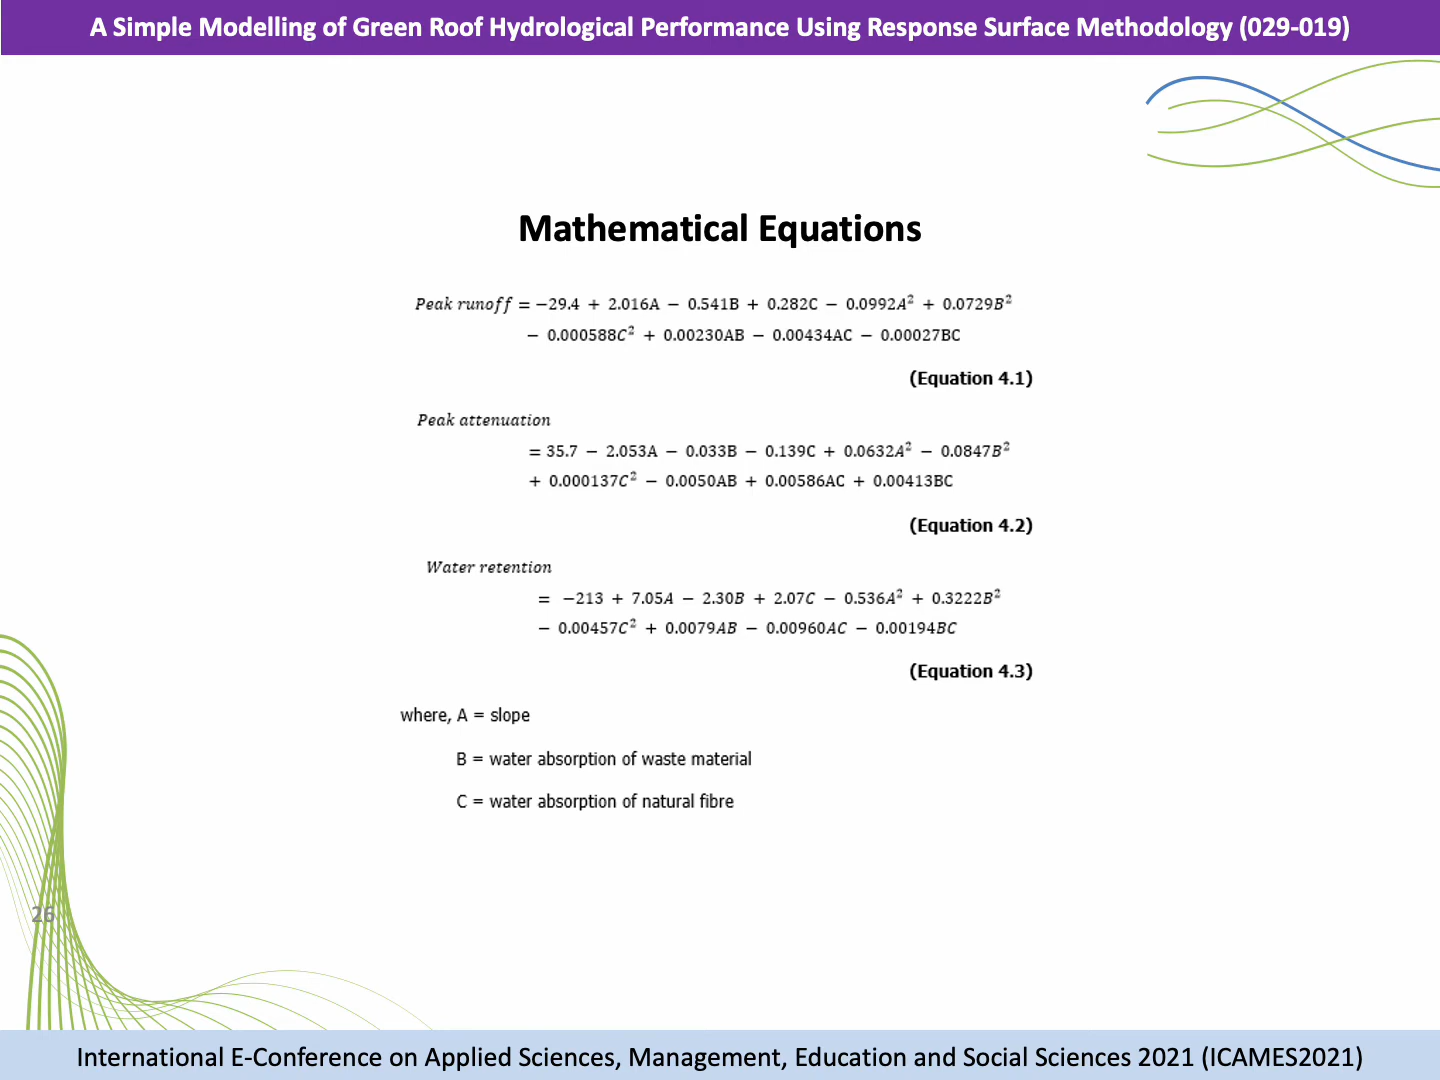 A Simple Modelling of Green Roof Hydrological Performance Using Response Surface Methodology (029-019)
Mathematical Equations
Peak runoff = −29.4 + 2.016A − 0.541B + 0.282C − 0.0992A² + 0.0729B²
− 0.000588C² + 0.00230AB − 0.00434AC − 0.00027BC
(Equation 4.1)
Peak attenuation
= 35.7 − 2.053A − 0.033B − 0.139C + 0.0632A² − 0.0847B²
+ 0.000137C² − 0.0050AB + 0.00586AC + 0.00413BC
(Equation 4.2)
Water retention
= −213 + 7.05A − 2.30B + 2.07C − 0.536A² + 0.3222B²
− 0.00457C² + 0.0079AB − 0.00960AC − 0.00194BC
(Equation 4.3)
where, A = slope
B = water absorption of waste material
C = water absorption of natural fibre
26
International E-Conference on Applied Sciences, Management, Education and Social Sciences 2021 (ICAMES2021)